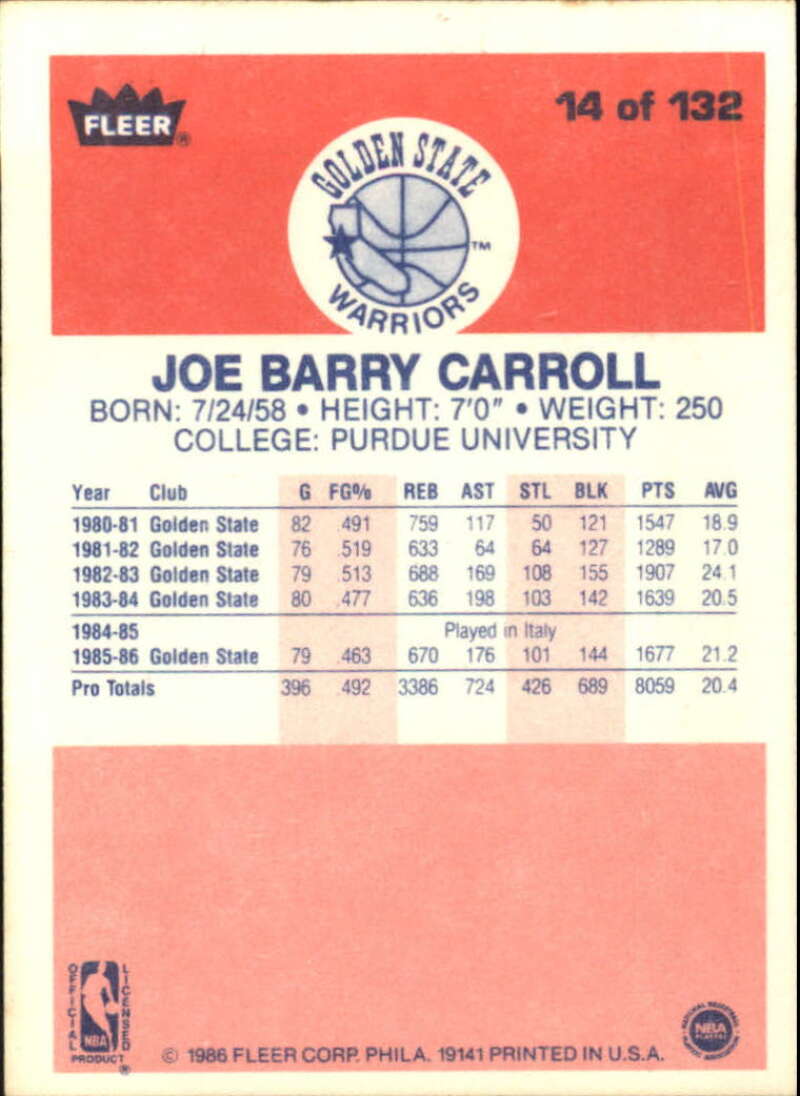 FLEER®
14 of 132
GOLDEN STATE
WARRIORS
TM
JOE BARRY CARROLL
BORN: 7/24/58 • HEIGHT: 7'0" • WEIGHT: 250
COLLEGE: PURDUE UNIVERSITY
Year Club G FG% REB AST STL BLK PTS AVG
1980-81 Golden State 82 .491 759 117 50 121 1547 18.9
1981-82 Golden State 76 .519 633 64 64 127 1289 17.0
1982-83 Golden State 79 .513 688 169 108 155 1907 24.1
1983-84 Golden State 80 .477 636 198 103 142 1639 20.5
1984-85 Played in Italy
1985-86 Golden State 79 .463 670 176 101 144 1677 21.2
Pro Totals 396 .492 3386 724 426 689 8059 20.4
OFFICIAL LICENSED
NBA
PRODUCT®
© 1986 FLEER CORP. PHILA. 19141 PRINTED IN U.S.A.
NATIONAL BASKETBALL
NBA
PLAYERS
ASSOCIATION